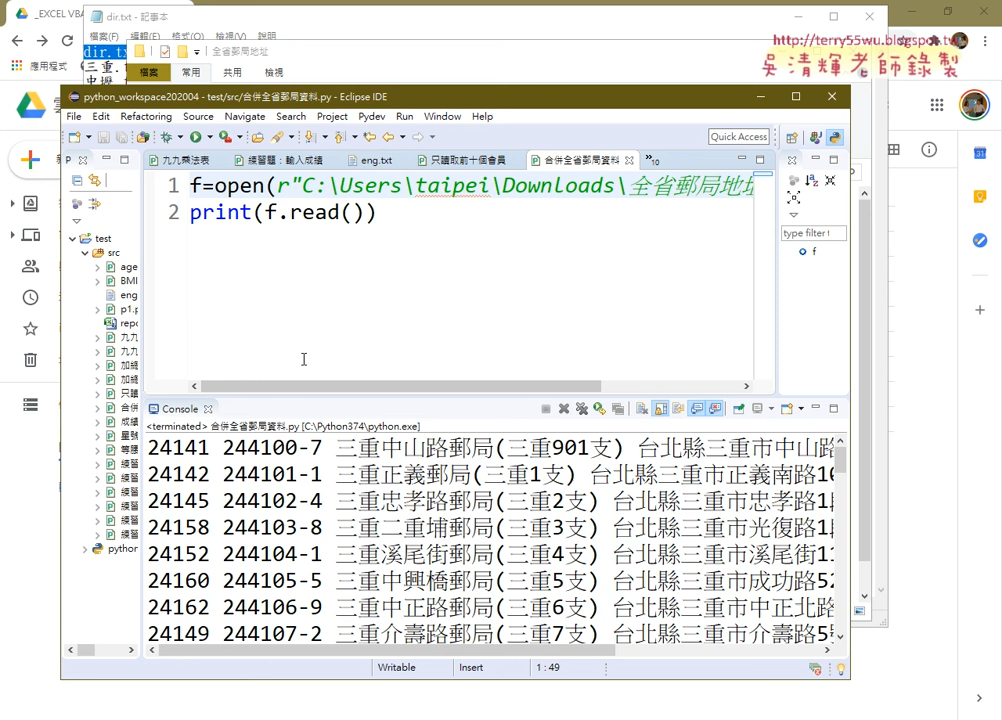 _EXCEL VBA
dir.txt - 記事本
檔案(F) 編輯(E) 格式(O) 檢視(V) 說明
全省郵局地址
http://terry55wu.blogspot.tw
吳清輝老師錄製
應用程式
dir.tx
三重.
檔案 常用 共用 檢視
python_workspace202004 - test/src/合併全省郵局資料.py - Eclipse IDE
File Edit Refactoring Source Navigate Search Project Pydev Run Window Help
Quick Access
P
九九乘法表 練習題：輸入成績 eng.txt 只讀取前十個會員 合併全省郵局資料 »10
1 f=open(r"C:\Users\taipei\Downloads\全省郵局地址
2 print(f.read())
type filter t
f
test
src
age
BMI
eng
p1.p
repo
九九
九九
加總
加總
只讀
合併
成績
星號
等腰
練習
練習
練習
練習
練習
練習
python
Console
<terminated> 合併全省郵局資料.py [C:\Python374\python.exe]
24141 244100-7 三重中山路郵局(三重901支) 台北縣三重市中山路
24142 244101-1 三重正義郵局(三重1支) 台北縣三重市正義南路10
24145 244102-4 三重忠孝路郵局(三重2支) 台北縣三重市忠孝路1
24158 244103-8 三重二重埔郵局(三重3支) 台北縣三重市光復路1
24152 244104-1 三重溪尾街郵局(三重4支) 台北縣三重市溪尾街11
24160 244105-5 三重中興橋郵局(三重5支) 台北縣三重市成功路52
24162 244106-9 三重中正路郵局(三重6支) 台北縣三重市中正北路
24149 244107-2 三重介壽路郵局(三重7支) 台北縣三重市介壽路5
Writable Insert 1 : 49